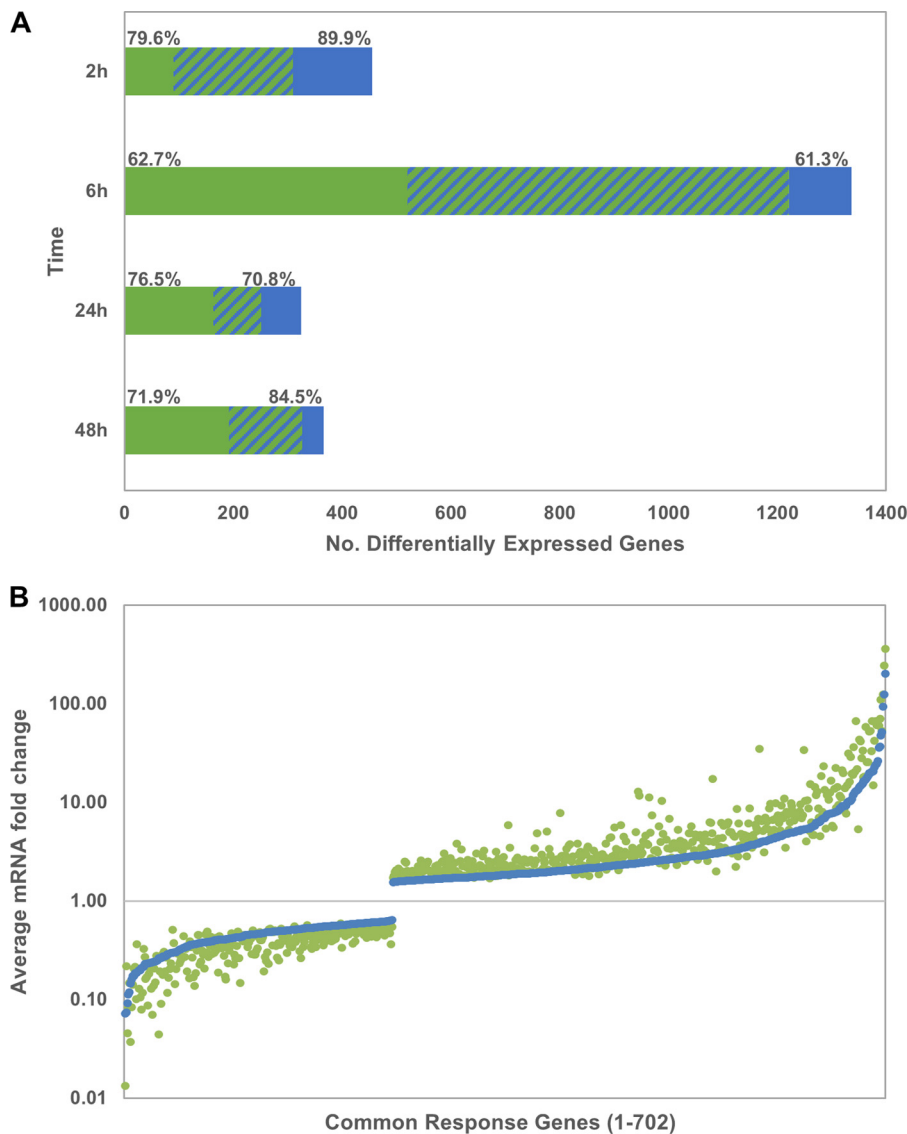 A
79.6% 89.9%
2h
62.7% 61.3%
6h
Time
76.5% 70.8%
24h
71.9% 84.5%
48h
0 200 400 600 800 1000 1200 1400
No. Differentially Expressed Genes
B
1000.00
100.00
10.00
1.00
0.10
0.01
Average mRNA fold change
Common Response Genes (1-702)